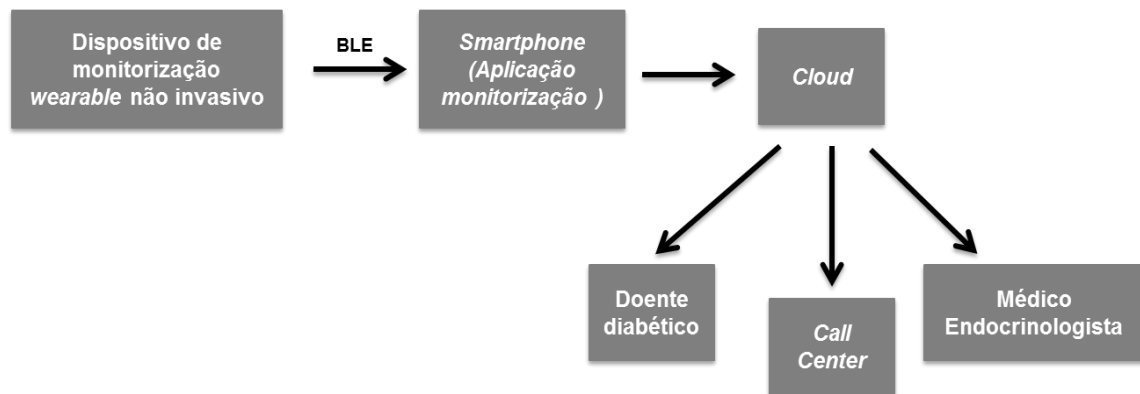 Dispositivo de
monitorização
wearable não invasivo
BLE
Smartphone
(Aplicação
monitorização )
Cloud
Doente
diabético
Call
Center
Médico
Endocrinologista